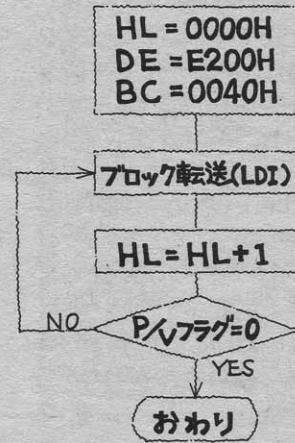 HL=0000H
DE=E200H
BC=0040H
ブロック転送(LDI)
HL=HL+1
P/Vフラグ=0
NO
YES
おわり